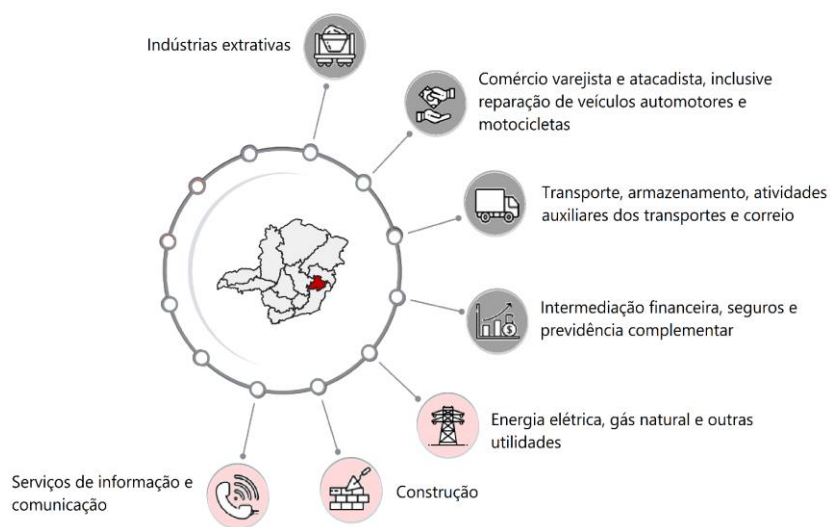 Indústrias extrativas
Comércio varejista e atacadista, inclusive
reparação de veículos automotores e
motocicletas
Transporte, armazenamento, atividades
auxiliares dos transportes e correio
Intermediação financeira, seguros e
previdência complementar
Energia elétrica, gás natural e outras
utilidades
Construção
Serviços de informação e
comunicação